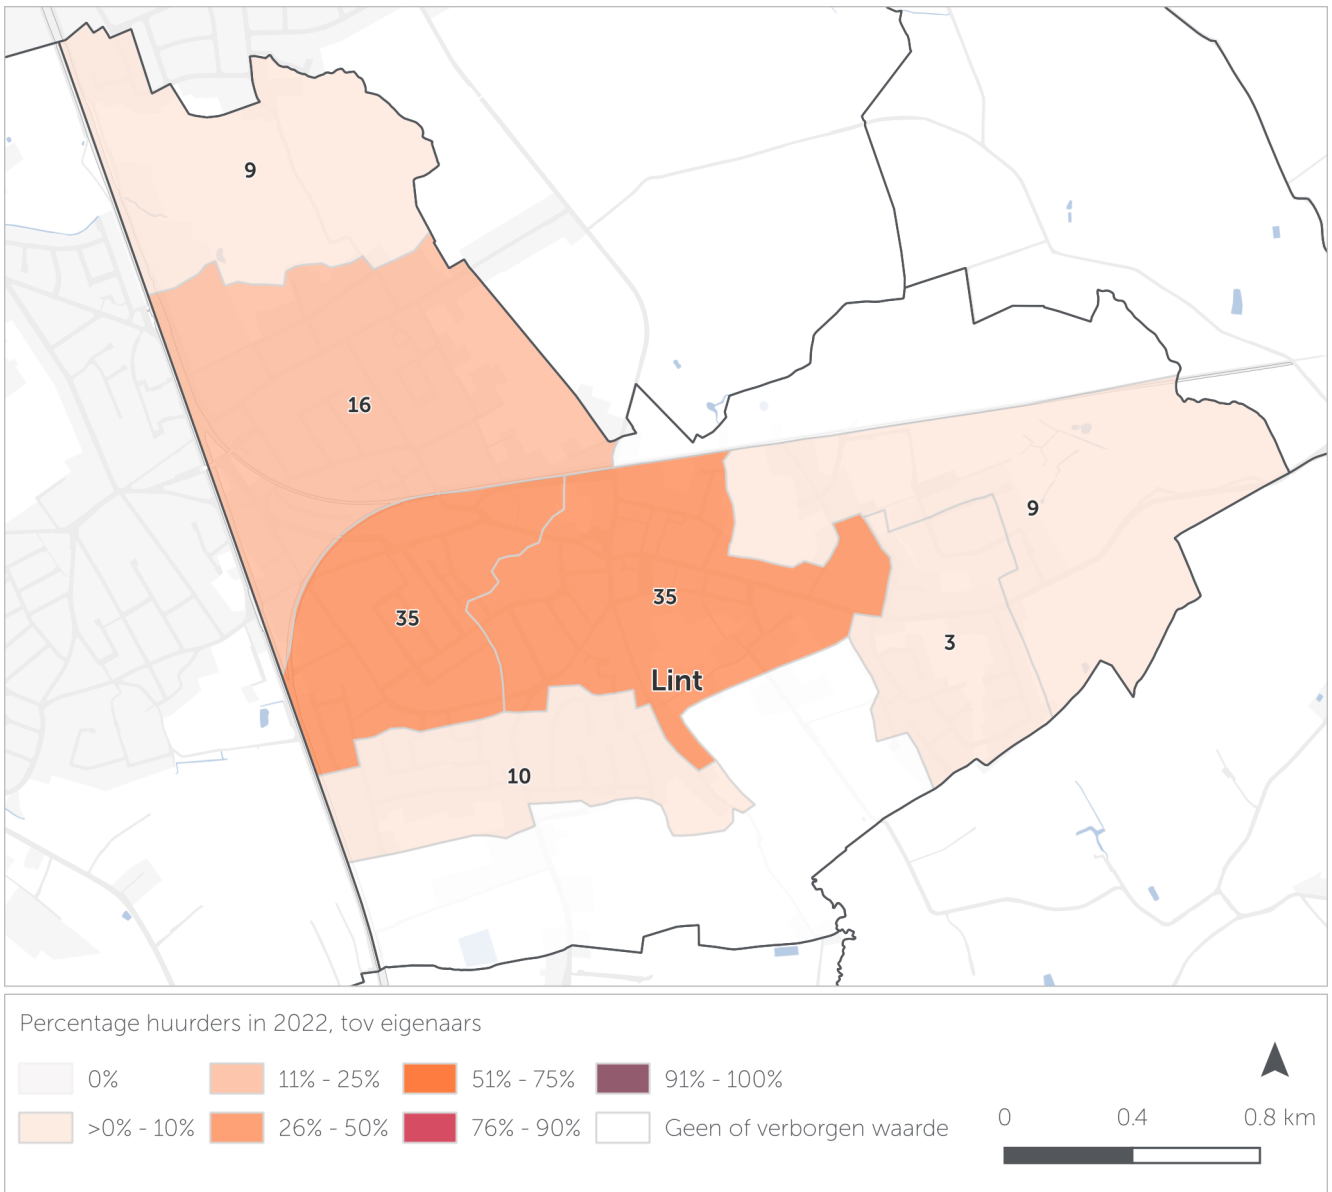 9
16
9
35
35
3
Lint
10
Percentage huurders in 2022, tov eigenaars
0% 11% - 25% 51% - 75% 91% - 100%
>0% - 10% 26% - 50% 76% - 90% Geen of verborgen waarde
0 0.4 0.8 km